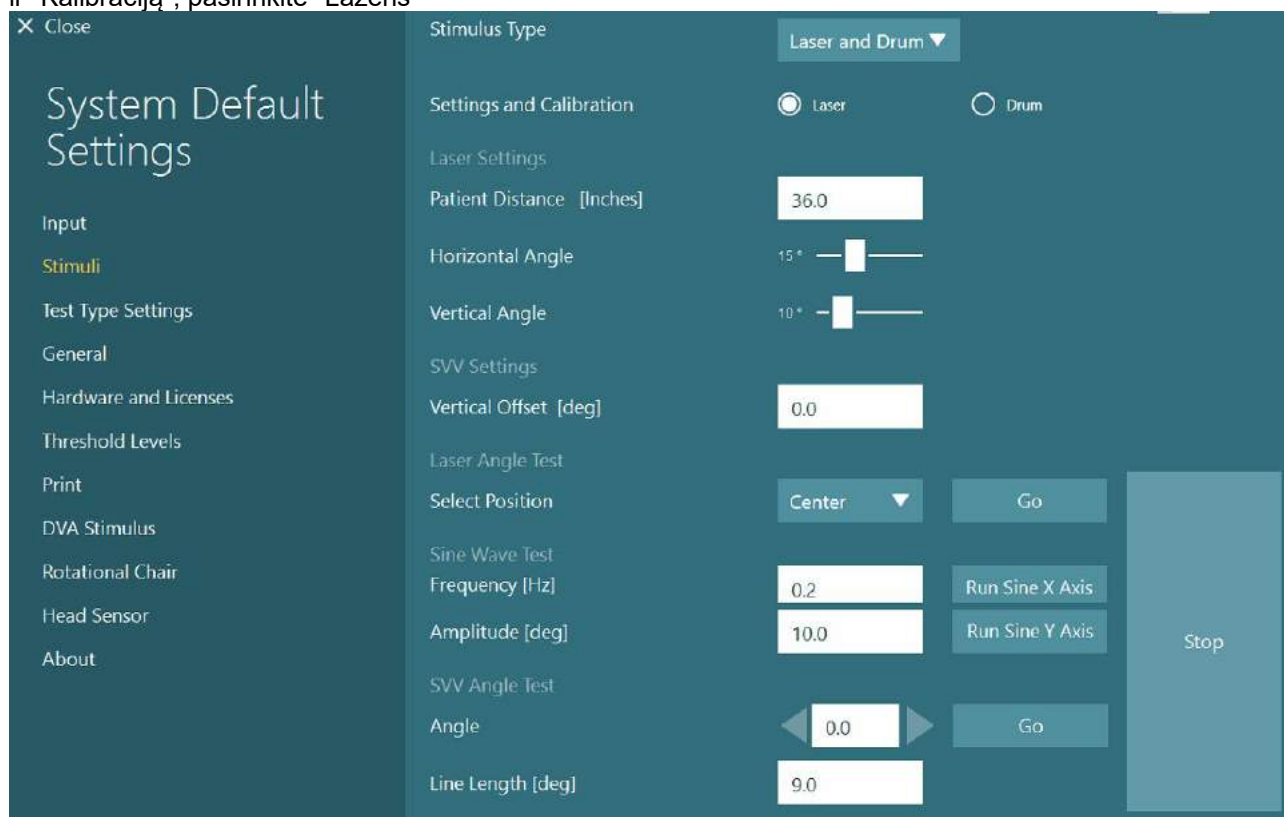 ir "Kalibraciją", pasirinkite "Lazeris"
X Close
System Default
Settings
Input
Stimuli
Test Type Settings
General
Hardware and Licenses
Threshold Levels
Print
DVA Stimulus
Rotational Chair
Head Sensor
About
Stimulus Type Laser and Drum
Settings and Calibration Laser Drum
Laser Settings
Patient Distance [Inches] 36.0
Horizontal Angle 15°
Vertical Angle 10°
SVV Settings
Vertical Offset [deg] 0.0
Laser Angle Test
Select Position Center Go
Sine Wave Test
Frequency [Hz] 0.2 Run Sine X Axis
Amplitude [deg] 10.0 Run Sine Y Axis
Stop
SVV Angle Test
Angle 0.0 Go
Line Length [deg] 9.0